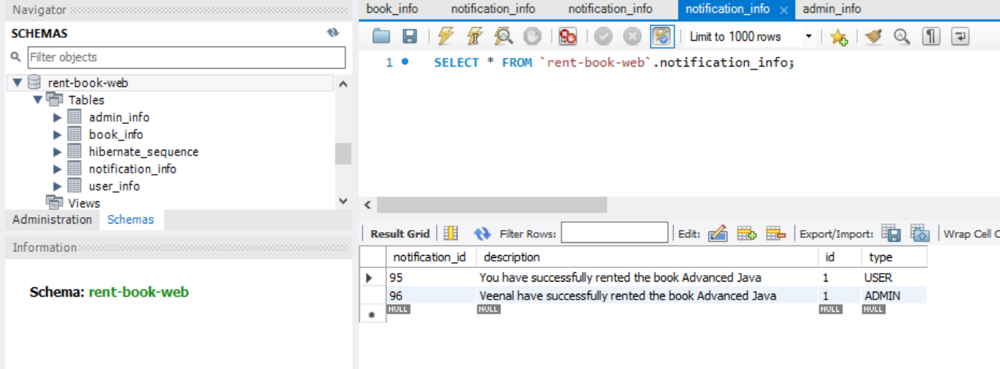 Navigator
SCHEMAS
Filter objects
rent-book-web
Tables
admin_info
book_info
hibernate_sequence
notification_info
user_info
Views
Administration Schemas
Information
Schema: rent-book-web
book_info notification_info notification_info notification_info admin_info
Limit to 1000 rows
1 SELECT * FROM `rent-book-web`.notification_info;
Result Grid Filter Rows: Edit: Export/Import: Wrap Cell C
notification_id description id type
95 You have successfully rented the book Advanced Java 1 USER
96 Veenal have successfully rented the book Advanced Java 1 ADMIN
NULL NULL NULL NULL